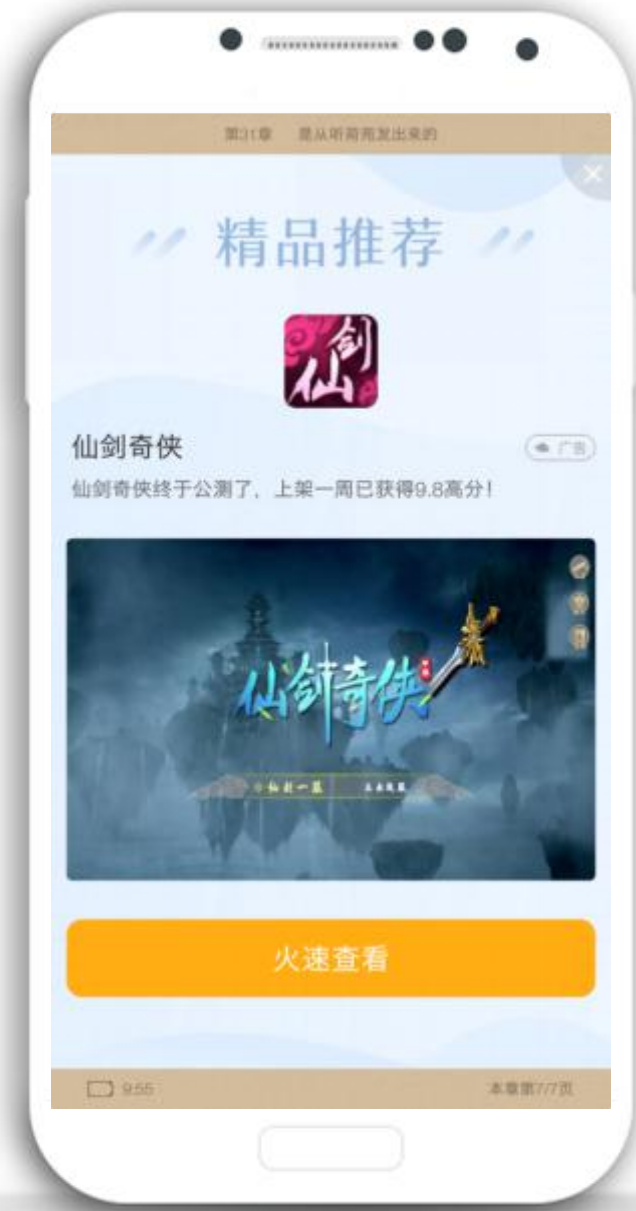 第31章 是从听荷苑发出来的
精品推荐
仙剑
仙剑奇侠
广告
仙剑奇侠终于公测了，上架一周已获得9.8高分！
仙剑奇侠
火速查看
9:55
本章第7/7页